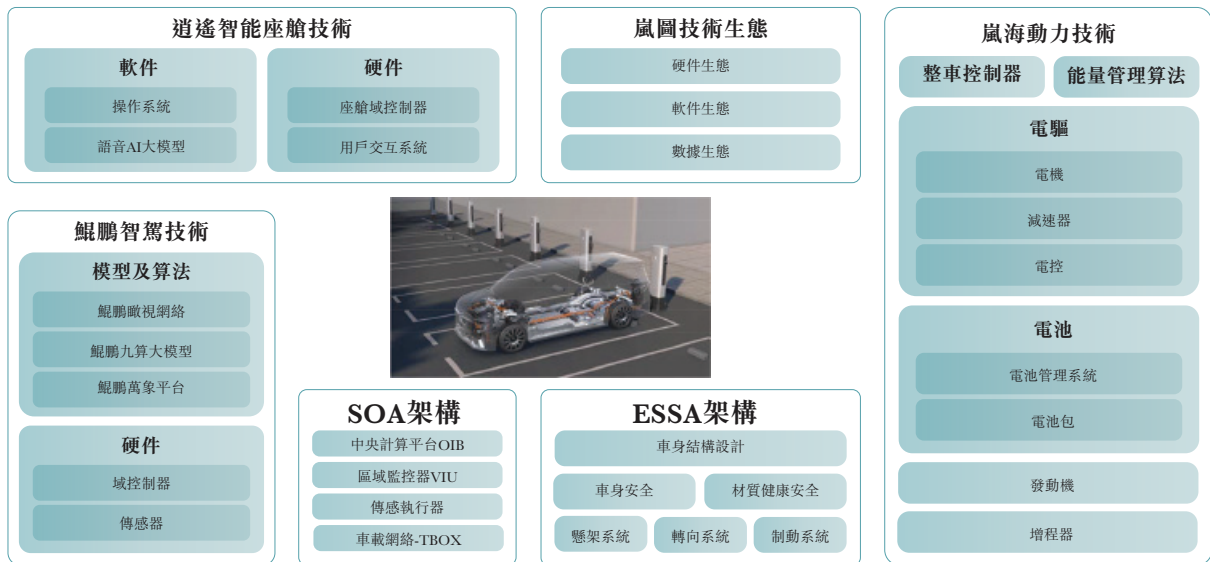 逍遙智能座艙技術
軟件
操作系統
語音AI大模型
硬件
座艙域控制器
用戶交互系統
嵐圖技術生態
硬件生態
軟件生態
數據生態
嵐海動力技術
整車控制器
能量管理算法
電驅
電機
減速器
電控
電池
電池管理系統
電池包
發動機
增程器
鯤鵬智駕技術
模型及算法
鯤鵬瞰視網絡
鯤鵬九算大模型
鯤鵬萬象平台
硬件
域控制器
傳感器
SOA架構
中央計算平台OIB
區域監控器VIU
傳感執行器
車載網絡-TBOX
ESSA架構
車身結構設計
車身安全
材質健康安全
懸架系統
轉向系統
制動系統